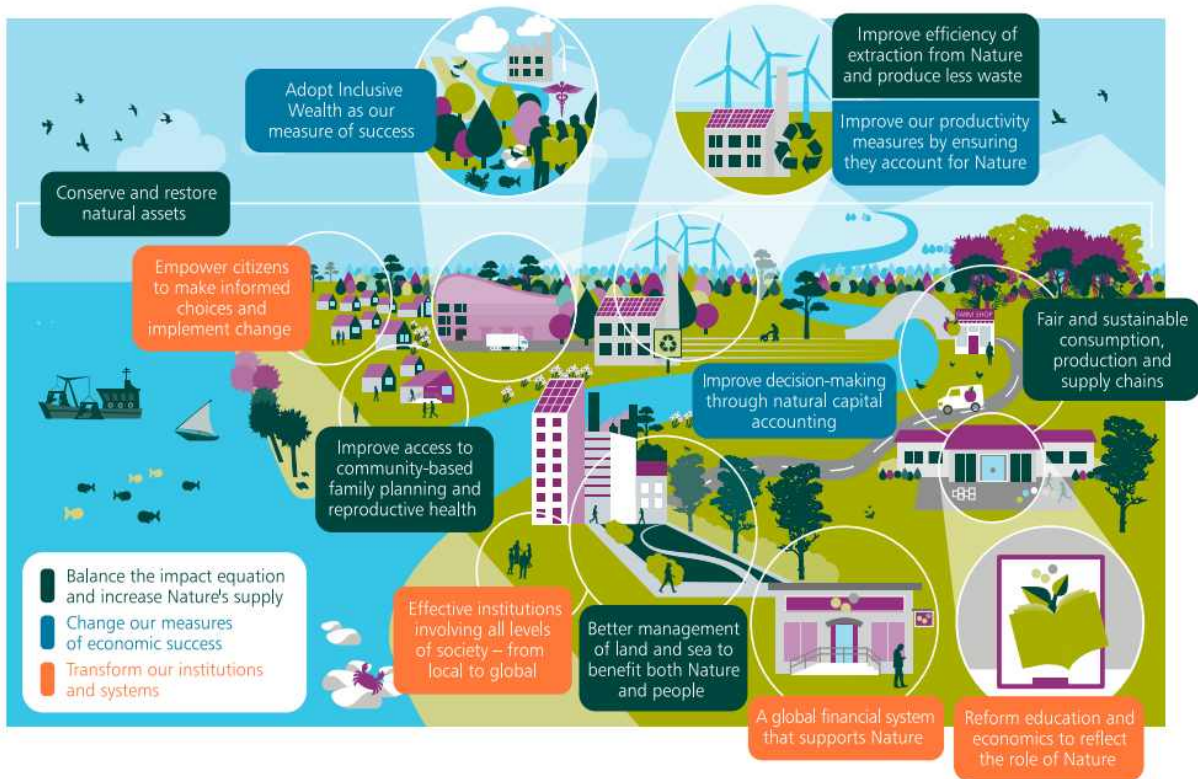 Improve efficiency of
extraction from Nature
and produce less waste
Adopt Inclusive
Wealth as our
measure of success
Improve our productivity
measures by ensuring
they account for Nature
Conserve and restore
natural assets
Empower citizens
to make informed
choices and
implement change
FARM SHOP
Fair and sustainable
consumption,
production and
supply chains
Improve decision-making
through natural capital
accounting
Improve access to
community-based
family planning and
reproductive health
Balance the impact equation
and increase Nature's supply
Change our measures
of economic success
Transform our institutions
and systems
Effective institutions
involving all levels
of society – from
local to global
Better management
of land and sea to
benefit both Nature
and people
A global financial system
that supports Nature
Reform education and
economics to reflect
the role of Nature